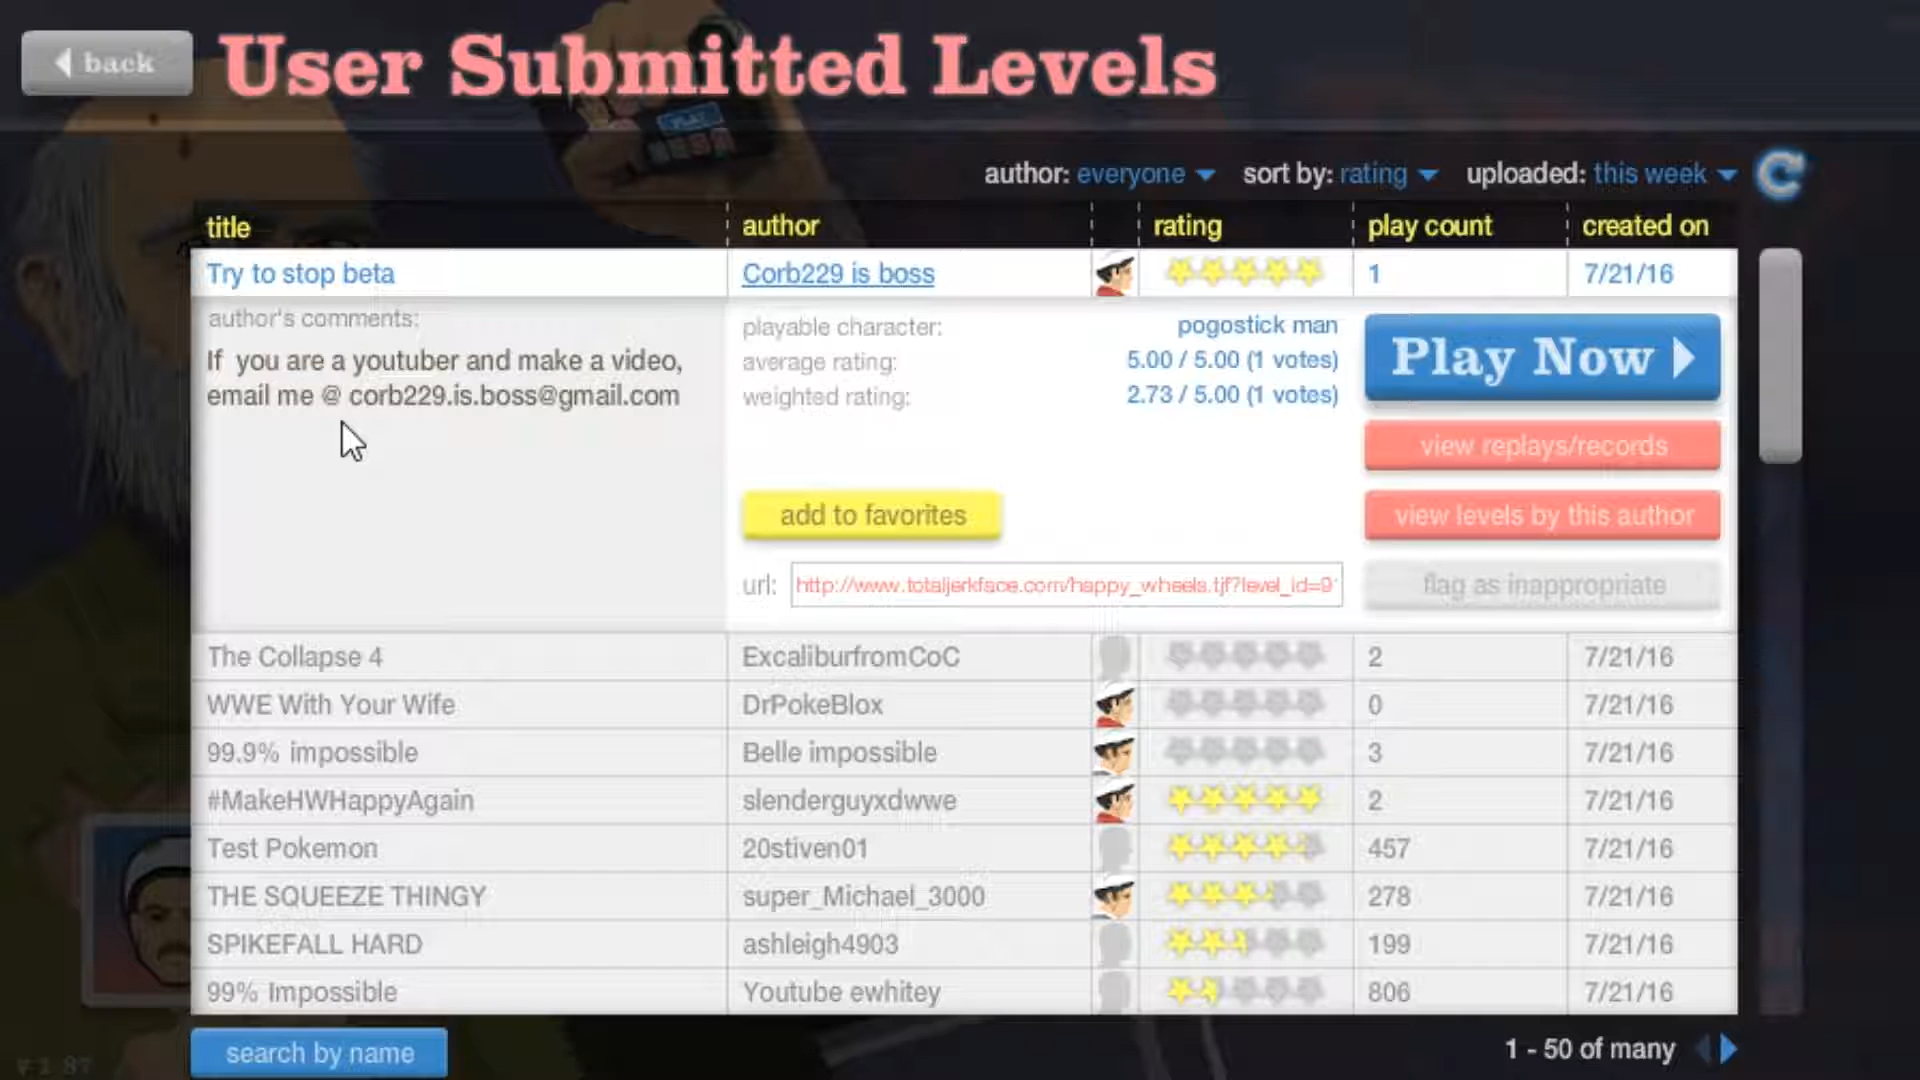 back
User Submitted Levels
author: everyone sort by: rating uploaded: this week
title author rating play count created on
Try to stop beta Corb229 is boss 1 7/21/16
author's comments:
If you are a youtuber and make a video,
email me @ corb229.is.boss@gmail.com
playable character: pogostick man
average rating: 5.00 / 5.00 (1 votes)
weighted rating: 2.73 / 5.00 (1 votes)
Play Now
view replays/records
add to favorites
view levels by this author
url: http://www.totaljerkface.com/happy_wheels.tjf?level_id=9
flag as inappropriate
The Collapse 4 ExcaliburfromCoC 2 7/21/16
WWE With Your Wife DrPokeBlox 0 7/21/16
99.9% impossible Belle impossible 3 7/21/16
#MakeHWHappyAgain slenderguyxdwwe 2 7/21/16
Test Pokemon 20stiven01 457 7/21/16
THE SQUEEZE THINGY super_Michael_3000 278 7/21/16
SPIKEFALL HARD ashleigh4903 199 7/21/16
99% Impossible Youtube ewhitey 806 7/21/16
search by name
1 - 50 of many
v 1.87